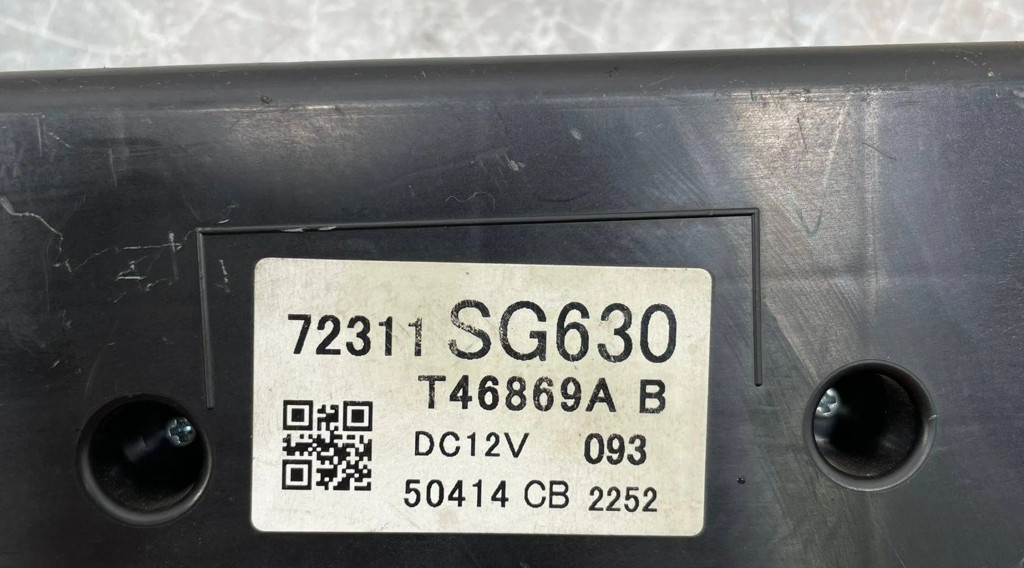 72311 SG630
T46869A B
DC12V 093
50414 CB 2252